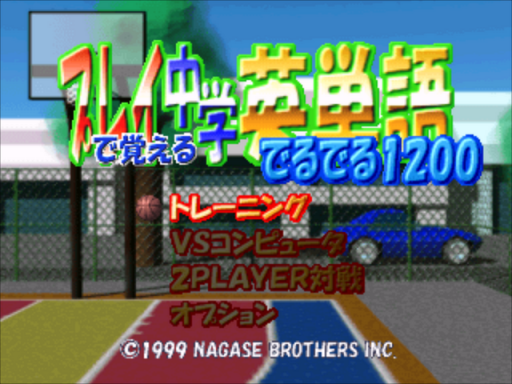 プレイ中学英単語
で覚える
でるでる1200
トレーニング
VSコンピュータ
2PLAYER対戦
オプション
©1999 NAGASE BROTHERS INC.